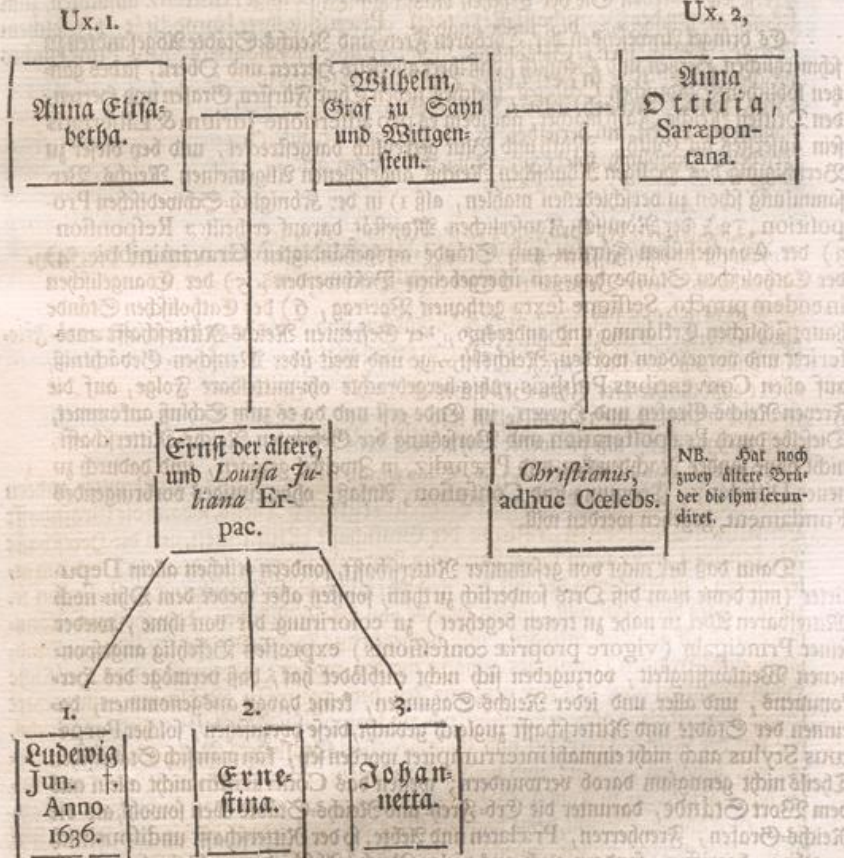 Ux. 1.
Ux. 2,
Anna Elisa-
betha.
Wilhelm,
Graf zu Sayn
und Wittgen-
stein.
Anna
Ottilia,
Saræpon-
tana.
Ernst der ältere,
und Louisa Ju-
liana Er-
pac.
Christianus,
adhuc Cœlebs.
NB. Hat noch
zwey ältere Brü-
der die ihm secun-
diret.
1.
Ludewig
Jun. †.
Anno
1636.
2.
Erne-
stina.
3.
Johan-
netta.